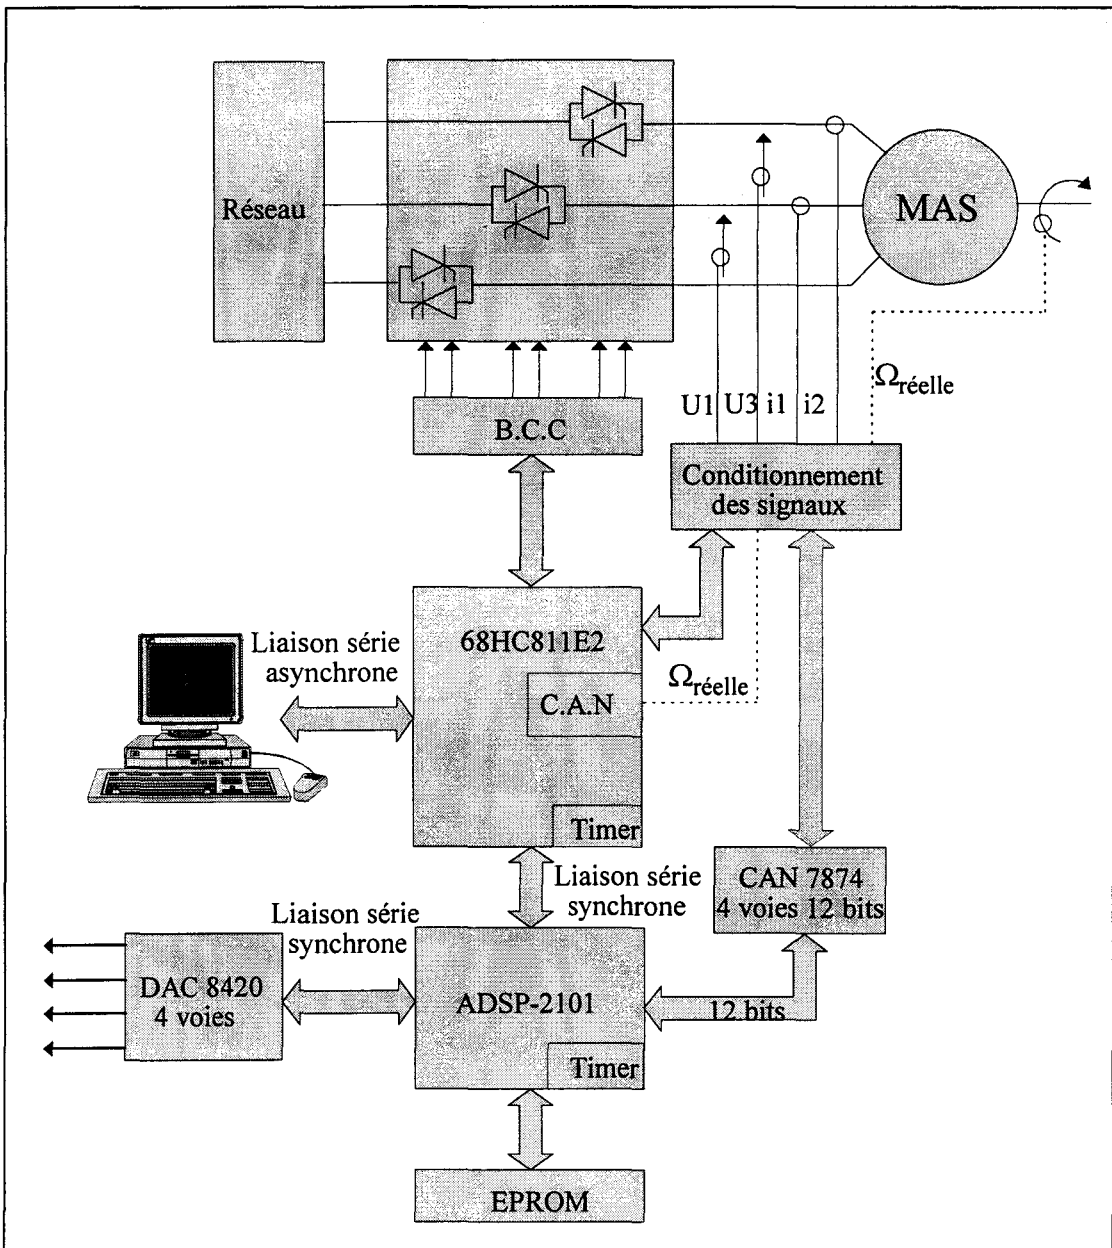 Réseau
MAS
Ωréelle
U1 U3 i1 i2
B.C.C
Conditionnement
des signaux
68HC811E2
Liaison série
asynchrone
Ωréelle
C.A.N
Timer
Liaison série
synchrone
CAN 7874
4 voies 12 bits
Liaison série
synchrone
DAC 8420
4 voies
ADSP-2101
12 bits
Timer
EPROM